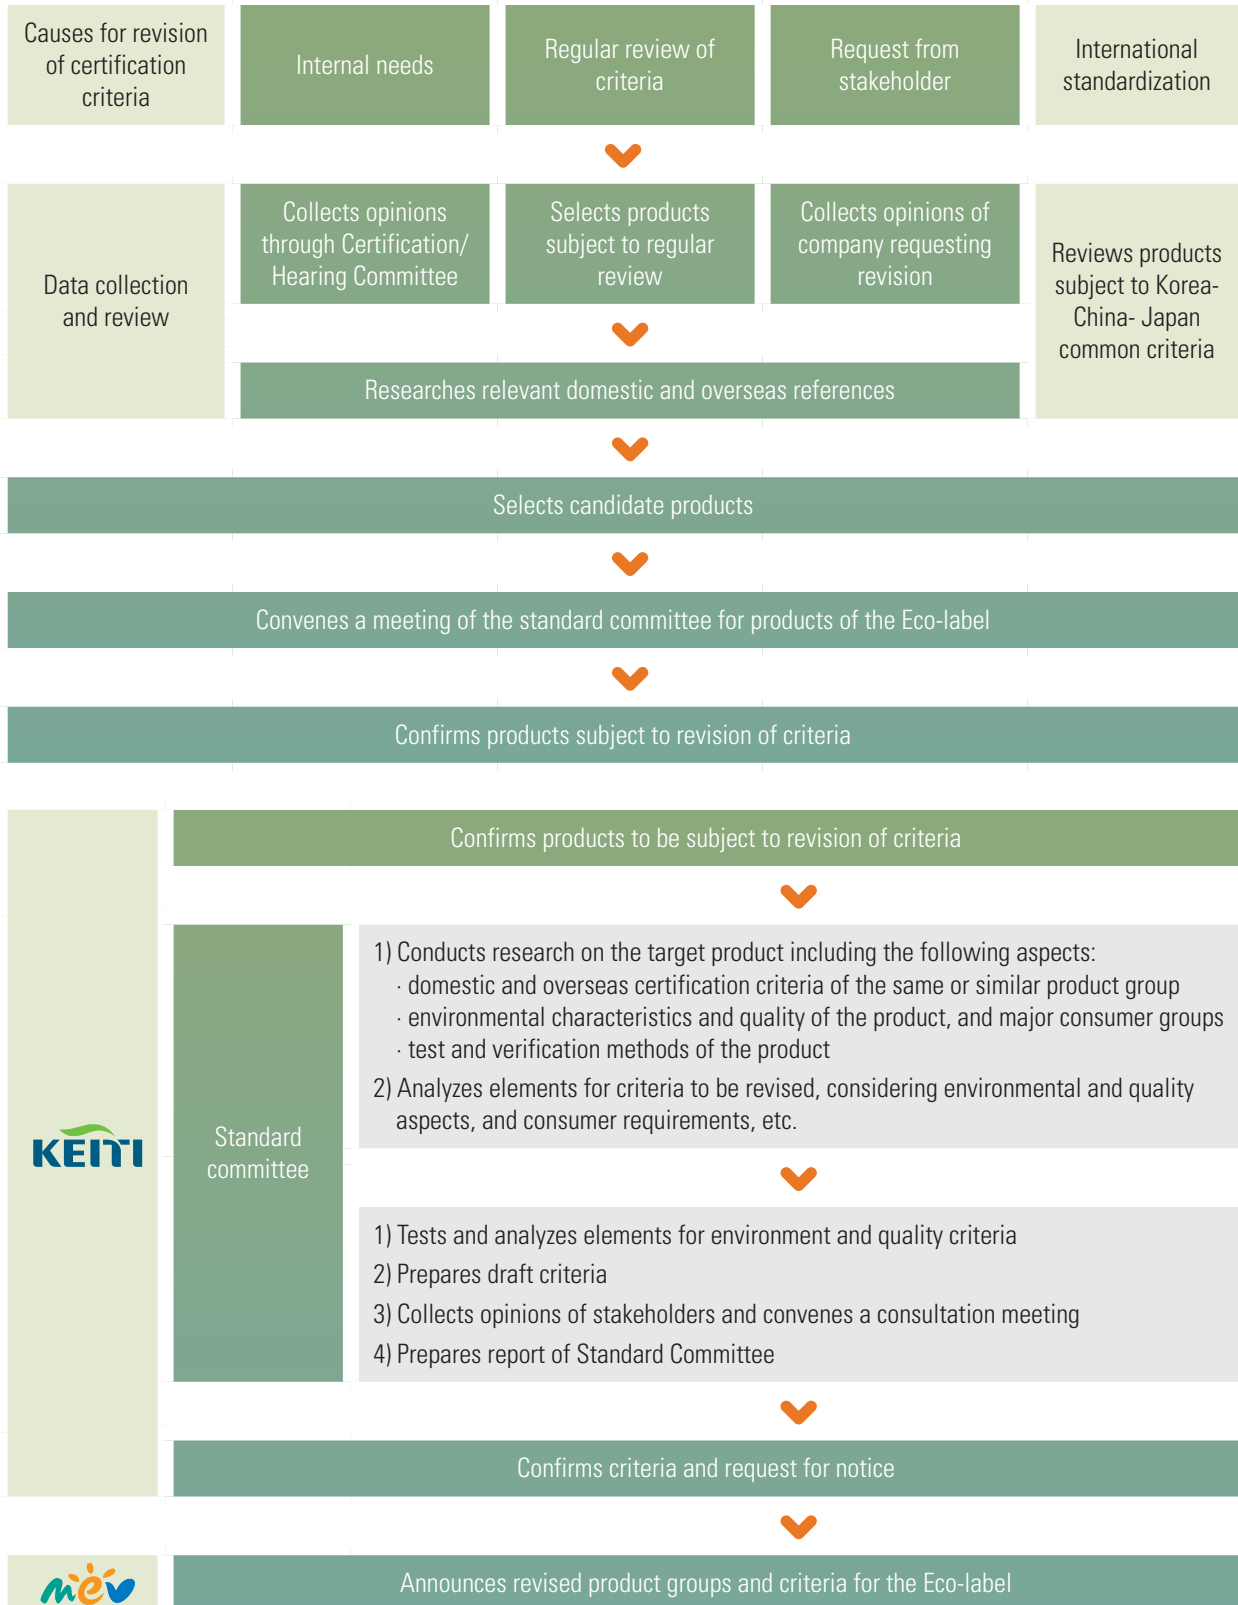 Causes for revision
of certification
criteria
Internal needs
Regular review of
criteria
Request from
stakeholder
International
standardization
Data collection
and review
Collects opinions
through Certification/
Hearing Committee
Selects products
subject to regular
review
Collects opinions of
company requesting
revision
Reviews products
subject to Korea-
China- Japan
common criteria
Researches relevant domestic and overseas references
Selects candidate products
Convenes a meeting of the standard committee for products of the Eco-label
Confirms products subject to revision of criteria
KEITI
Confirms products to be subject to revision of criteria
Standard
committee
1) Conducts research on the target product including the following aspects:
· domestic and overseas certification criteria of the same or similar product group
· environmental characteristics and quality of the product, and major consumer groups
· test and verification methods of the product
2) Analyzes elements for criteria to be revised, considering environmental and quality
aspects, and consumer requirements, etc.
1) Tests and analyzes elements for environment and quality criteria
2) Prepares draft criteria
3) Collects opinions of stakeholders and convenes a consultation meeting
4) Prepares report of Standard Committee
Confirms criteria and request for notice
mev
Announces revised product groups and criteria for the Eco-label